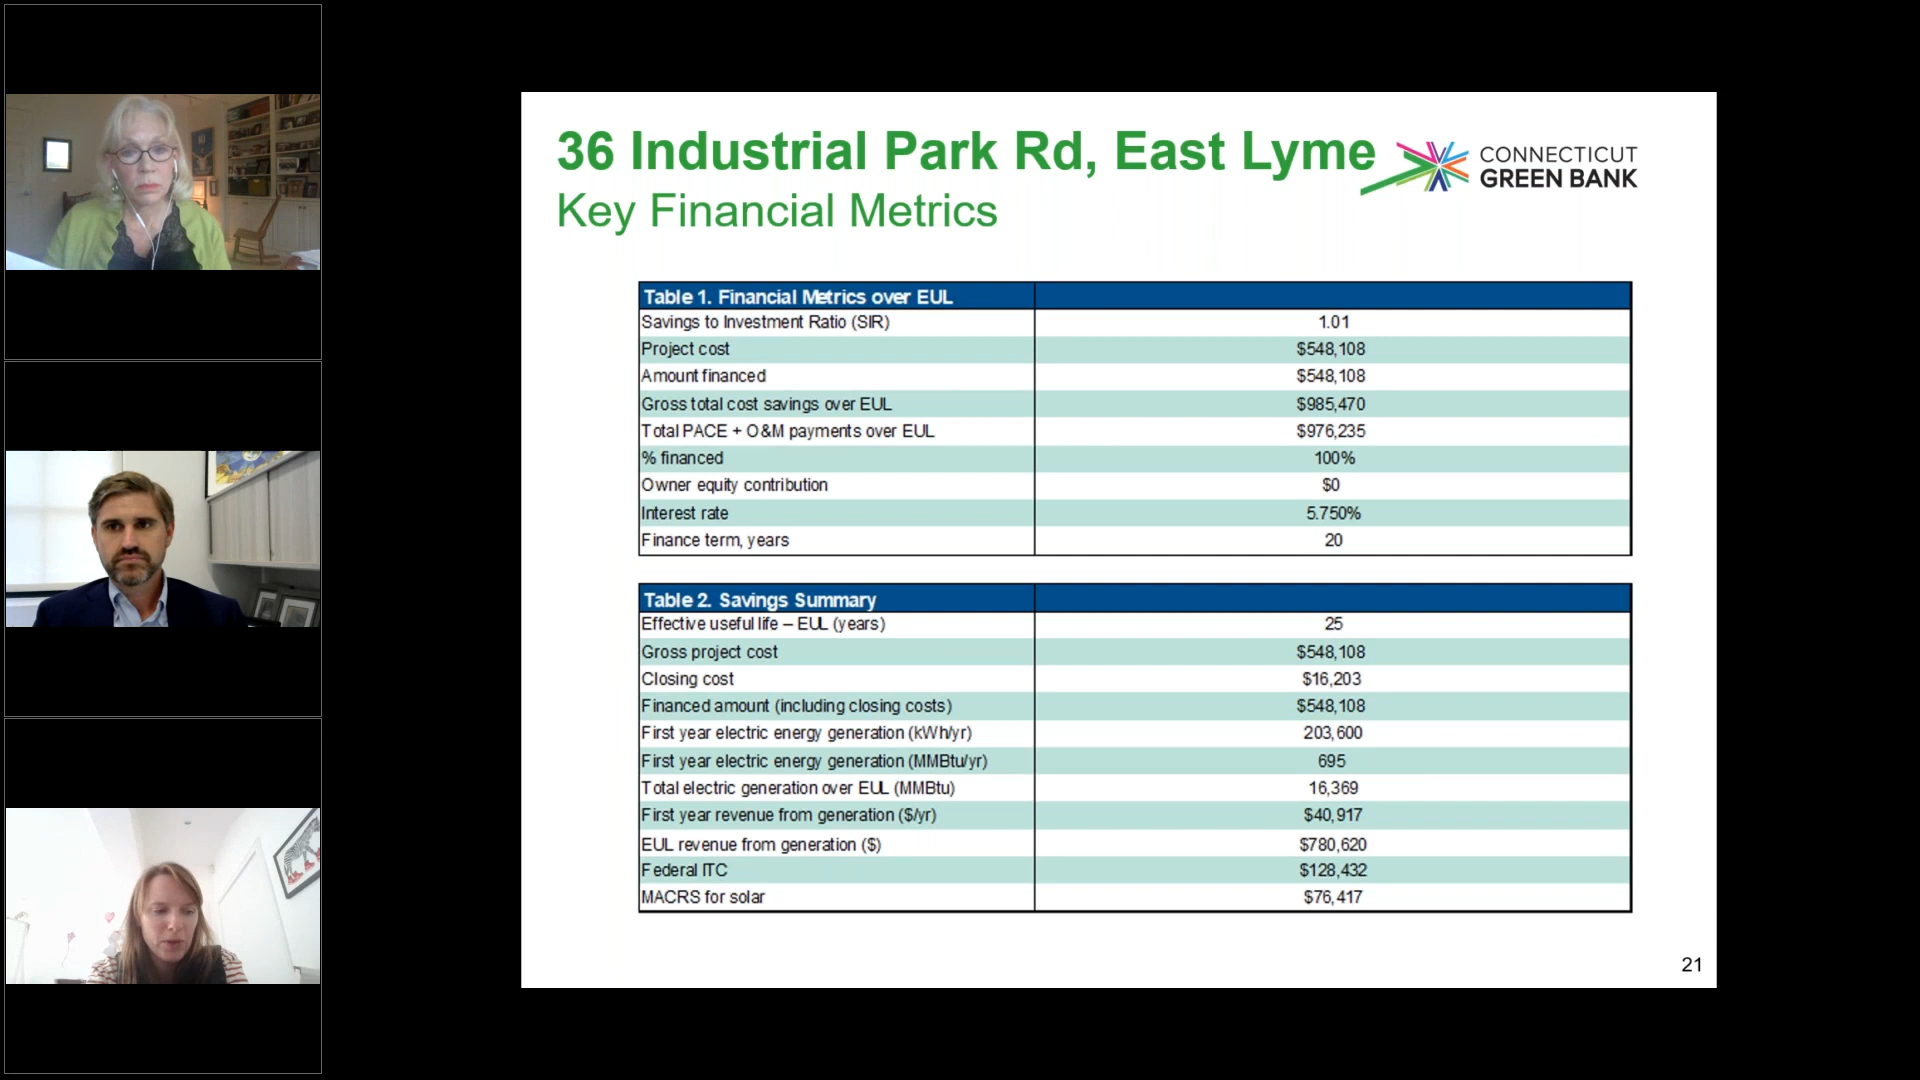 36 Industrial Park Rd, East Lyme
Key Financial Metrics
CONNECTICUT
GREEN BANK
Table 1. Financial Metrics over EUL
Savings to Investment Ratio (SIR) 1.01
Project cost $548,108
Amount financed $548,108
Gross total cost savings over EUL $985,470
Total PACE + O&M payments over EUL $976,235
% financed 100%
Owner equity contribution $0
Interest rate 5.750%
Finance term, years 20
Table 2. Savings Summary
Effective useful life – EUL (years) 25
Gross project cost $548,108
Closing cost $16,203
Financed amount (including closing costs) $548,108
First year electric energy generation (kWh/yr) 203,600
First year electric energy generation (MMBtu/yr) 695
Total electric generation over EUL (MMBtu) 16,369
First year revenue from generation ($/yr) $40,917
EUL revenue from generation ($) $780,620
Federal ITC $128,432
MACRS for solar $76,417
21